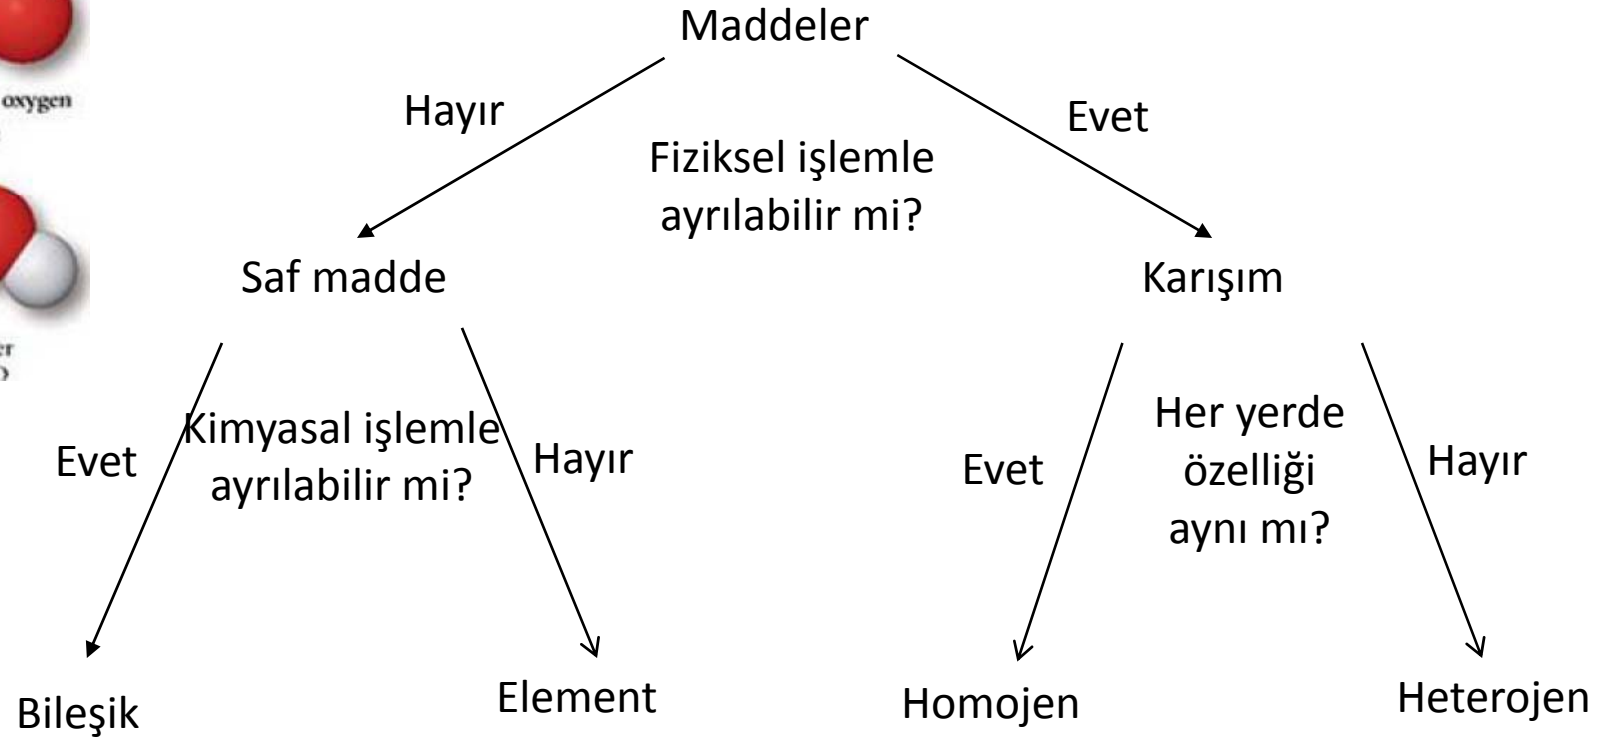 Maddeler
oxygen
Hayır
Evet
Fiziksel işlemle
ayrılabilir mi?
Saf madde
Karışım
Evet
Kimyasal işlemle
ayrılabilir mi?
Hayır
Evet
Her yerde
özelliği
aynı mı?
Hayır
Bileşik
Element
Homojen
Heterojen